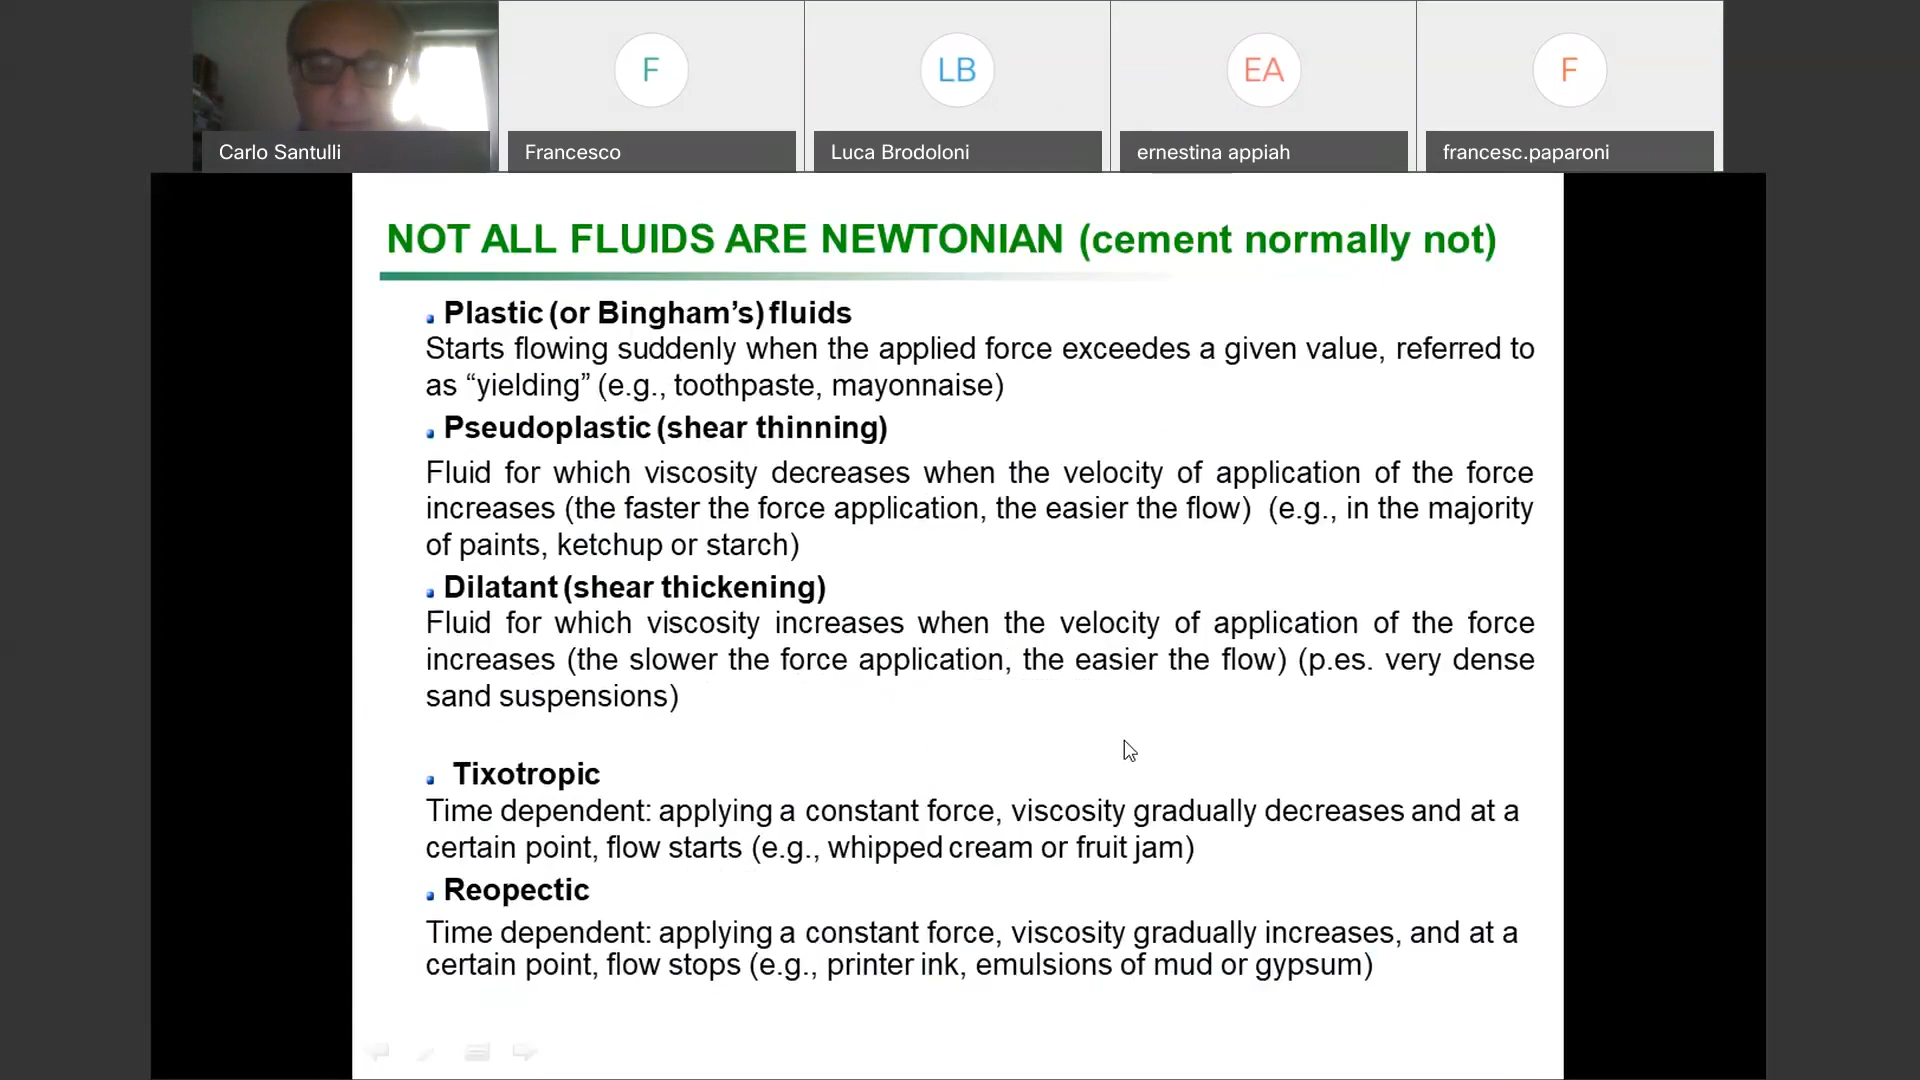 F
LB
EA
F
Carlo Santulli
Francesco
Luca Brodoloni
ernestina appiah
francesc.paparoni
NOT ALL FLUIDS ARE NEWTONIAN (cement normally not)
Plastic (or Bingham’s) fluids
Starts flowing suddenly when the applied force exceedes a given value, referred to
as “yielding” (e.g., toothpaste, mayonnaise)
Pseudoplastic (shear thinning)
Fluid for which viscosity decreases when the velocity of application of the force
increases (the faster the force application, the easier the flow) (e.g., in the majority
of paints, ketchup or starch)
Dilatant (shear thickening)
Fluid for which viscosity increases when the velocity of application of the force
increases (the slower the force application, the easier the flow) (p.es. very dense
sand suspensions)
Tixotropic
Time dependent: applying a constant force, viscosity gradually decreases and at a
certain point, flow starts (e.g., whipped cream or fruit jam)
Reopectic
Time dependent: applying a constant force, viscosity gradually increases, and at a
certain point, flow stops (e.g., printer ink, emulsions of mud or gypsum)